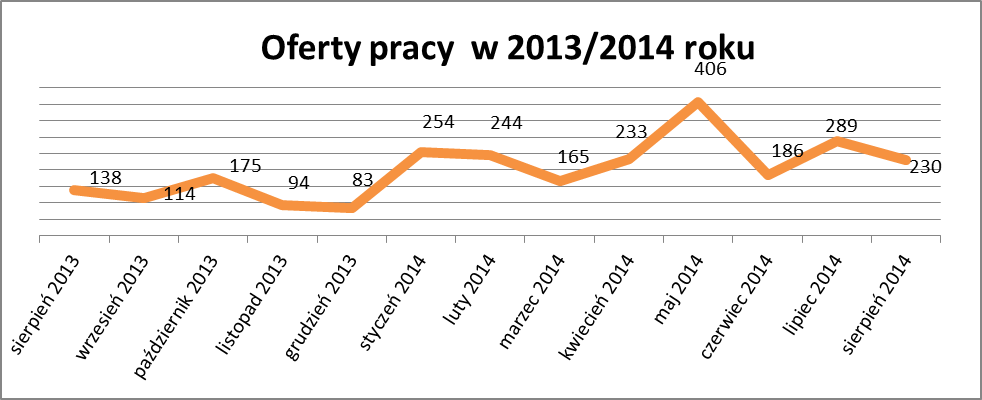 Oferty pracy  w 2013/2014 roku
138
114
175
94
83
254
244
165
233
406
186
289
230
sierpień 2013
wrzesień 2013
październik 2013
listopad 2013
grudzień 2013
styczeń 2014
luty 2014
marzec 2014
kwiecień 2014
maj 2014
czerwiec 2014
lipiec 2014
sierpień 2014